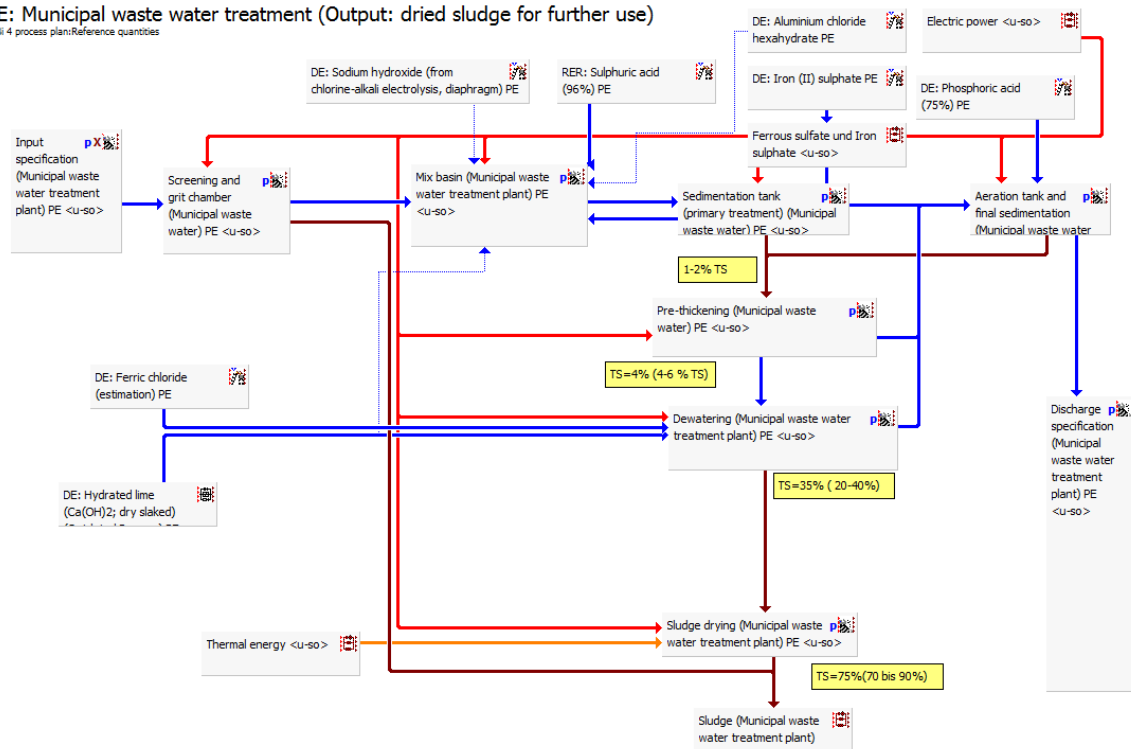 E: Municipal waste water treatment (Output: dried sludge for further use)
4 process plan:Reference quantities
DE: Aluminium chloride
hexahydrate PE
Electric power <u-so>
DE: Sodium hydroxide (from
chlorine-alkali electrolysis, diaphragm) PE
RER: Sulphuric acid
(96%) PE
DE: Iron (II) sulphate PE
DE: Phosphoric acid
(75%) PE
Input
specification
(Municipal waste
water treatment
plant) PE <u-so>
pX
Ferrous sulfate und Iron
sulphate <u-so>
Screening and
grit chamber
(Municipal waste
water) PE <u-so>
p
Mix basin (Municipal waste
water treatment plant) PE
<u-so>
p
Sedimentation tank
(primary treatment) (Municipal
waste water) PE <u-so>
p
Aeration tank and
final sedimentation
(Municipal waste water
p
1-2% TS
Pre-thickening (Municipal waste
water) PE <u-so>
p
TS=4% (4-6 % TS)
DE: Ferric chloride
(estimation) PE
Dewatering (Municipal waste water
treatment plant) PE <u-so>
p
Discharge
specification
(Municipal
waste water
treatment
plant) PE
<u-so>
p
TS=35% ( 20-40%)
DE: Hydrated lime
(Ca(OH)2; dry slaked)
Sludge drying (Municipal waste
water treatment plant) PE <u-so>
p
Thermal energy <u-so>
TS=75%(70 bis 90%)
Sludge (Municipal waste
water treatment plant)